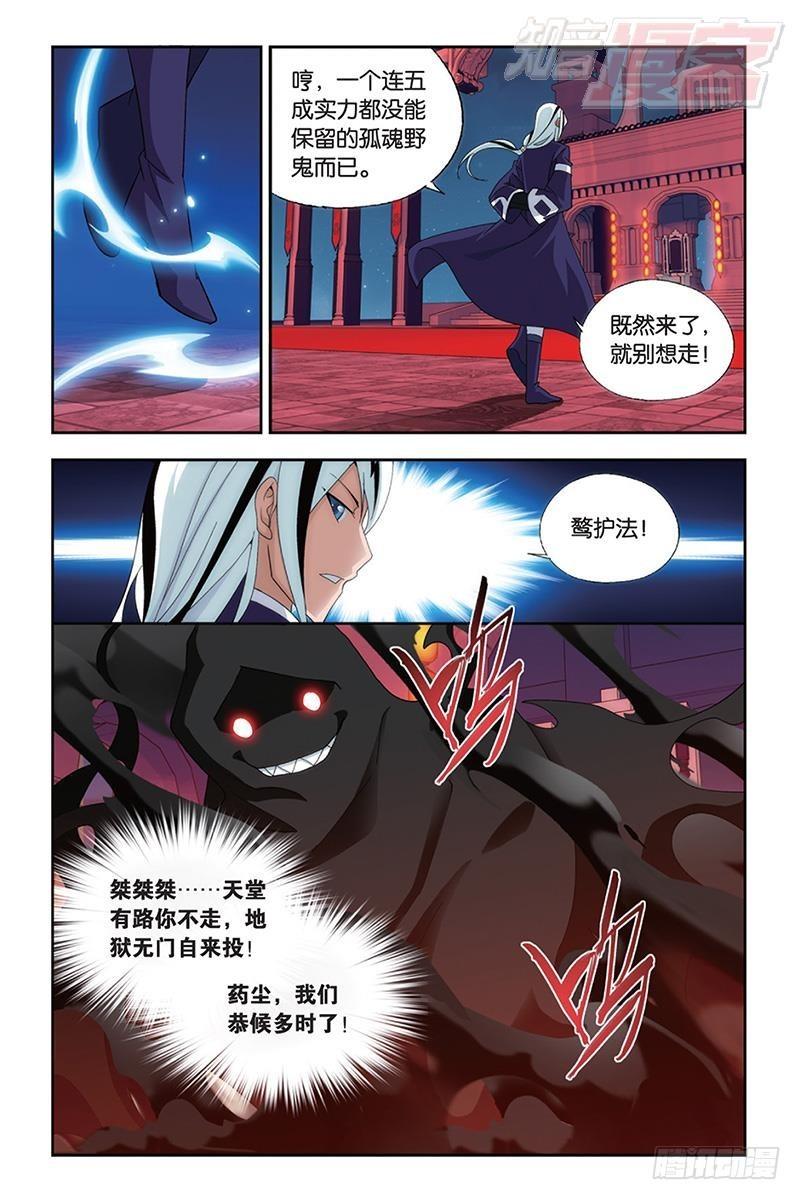 知音漫客
哼，一个连五
成实力都没能
保留的孤魂野
鬼而已。
既然来了，
就别想走！
鹜护法！
呜
桀桀桀……天堂
有路你不走，地
狱无门自来投！
药尘，我们
恭候多时了！
呜
腾讯动漫